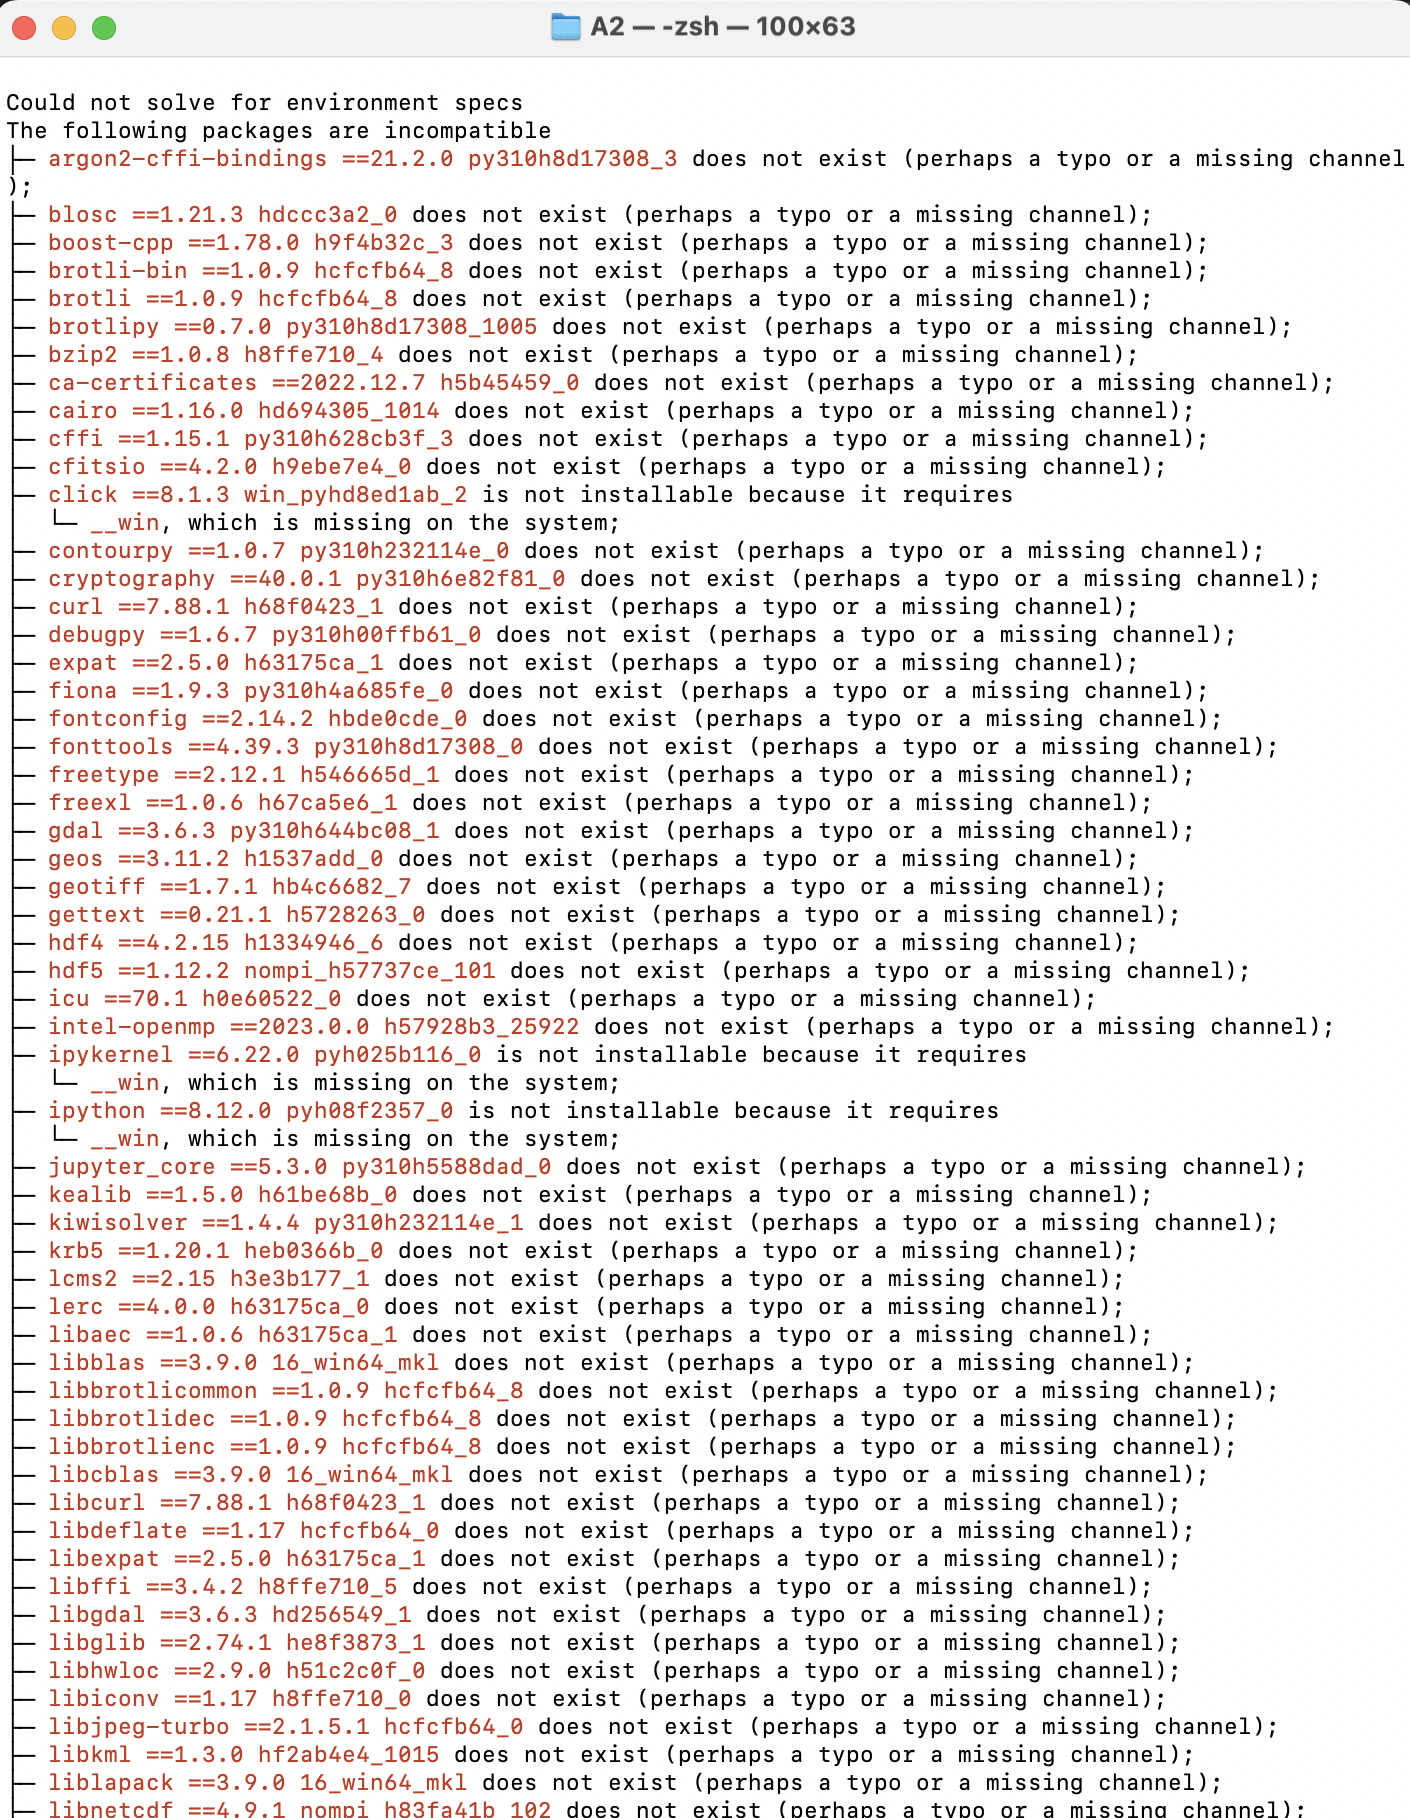 A2 — -zsh — 100×63
Could not solve for environment specs
The following packages are incompatible
├─ argon2-cffi-bindings ==21.2.0 py310h8d17308_3 does not exist (perhaps a typo or a missing channel
);
├─ blosc ==1.21.3 hdccc3a2_0 does not exist (perhaps a typo or a missing channel);
├─ boost-cpp ==1.78.0 h9f4b32c_3 does not exist (perhaps a typo or a missing channel);
├─ brotli-bin ==1.0.9 hcfcfb64_8 does not exist (perhaps a typo or a missing channel);
├─ brotli ==1.0.9 hcfcfb64_8 does not exist (perhaps a typo or a missing channel);
├─ brotlipy ==0.7.0 py310h8d17308_1005 does not exist (perhaps a typo or a missing channel);
├─ bzip2 ==1.0.8 h8ffe710_4 does not exist (perhaps a typo or a missing channel);
├─ ca-certificates ==2022.12.7 h5b45459_0 does not exist (perhaps a typo or a missing channel);
├─ cairo ==1.16.0 hd694305_1014 does not exist (perhaps a typo or a missing channel);
├─ cffi ==1.15.1 py310h628cb3f_3 does not exist (perhaps a typo or a missing channel);
├─ cfitsio ==4.2.0 h9ebe7e4_0 does not exist (perhaps a typo or a missing channel);
├─ click ==8.1.3 win_pyhd8ed1ab_2 is not installable because it requires
│  └─ __win, which is missing on the system;
├─ contourpy ==1.0.7 py310h232114e_0 does not exist (perhaps a typo or a missing channel);
├─ cryptography ==40.0.1 py310h6e82f81_0 does not exist (perhaps a typo or a missing channel);
├─ curl ==7.88.1 h68f0423_1 does not exist (perhaps a typo or a missing channel);
├─ debugpy ==1.6.7 py310h00ffb61_0 does not exist (perhaps a typo or a missing channel);
├─ expat ==2.5.0 h63175ca_1 does not exist (perhaps a typo or a missing channel);
├─ fiona ==1.9.3 py310h4a685fe_0 does not exist (perhaps a typo or a missing channel);
├─ fontconfig ==2.14.2 hbde0cde_0 does not exist (perhaps a typo or a missing channel);
├─ fonttools ==4.39.3 py310h8d17308_0 does not exist (perhaps a typo or a missing channel);
├─ freetype ==2.12.1 h546665d_1 does not exist (perhaps a typo or a missing channel);
├─ freexl ==1.0.6 h67ca5e6_1 does not exist (perhaps a typo or a missing channel);
├─ gdal ==3.6.3 py310h644bc08_1 does not exist (perhaps a typo or a missing channel);
├─ geos ==3.11.2 h1537add_0 does not exist (perhaps a typo or a missing channel);
├─ geotiff ==1.7.1 hb4c6682_7 does not exist (perhaps a typo or a missing channel);
├─ gettext ==0.21.1 h5728263_0 does not exist (perhaps a typo or a missing channel);
├─ hdf4 ==4.2.15 h1334946_6 does not exist (perhaps a typo or a missing channel);
├─ hdf5 ==1.12.2 nompi_h57737ce_101 does not exist (perhaps a typo or a missing channel);
├─ icu ==70.1 h0e60522_0 does not exist (perhaps a typo or a missing channel);
├─ intel-openmp ==2023.0.0 h57928b3_25922 does not exist (perhaps a typo or a missing channel);
├─ ipykernel ==6.22.0 pyh025b116_0 is not installable because it requires
│  └─ __win, which is missing on the system;
├─ ipython ==8.12.0 pyh08f2357_0 is not installable because it requires
│  └─ __win, which is missing on the system;
├─ jupyter_core ==5.3.0 py310h5588dad_0 does not exist (perhaps a typo or a missing channel);
├─ kealib ==1.5.0 h61be68b_0 does not exist (perhaps a typo or a missing channel);
├─ kiwisolver ==1.4.4 py310h232114e_1 does not exist (perhaps a typo or a missing channel);
├─ krb5 ==1.20.1 heb0366b_0 does not exist (perhaps a typo or a missing channel);
├─ lcms2 ==2.15 h3e3b177_1 does not exist (perhaps a typo or a missing channel);
├─ lerc ==4.0.0 h63175ca_0 does not exist (perhaps a typo or a missing channel);
├─ libaec ==1.0.6 h63175ca_1 does not exist (perhaps a typo or a missing channel);
├─ libblas ==3.9.0 16_win64_mkl does not exist (perhaps a typo or a missing channel);
├─ libbrotlicommon ==1.0.9 hcfcfb64_8 does not exist (perhaps a typo or a missing channel);
├─ libbrotlidec ==1.0.9 hcfcfb64_8 does not exist (perhaps a typo or a missing channel);
├─ libbrotlienc ==1.0.9 hcfcfb64_8 does not exist (perhaps a typo or a missing channel);
├─ libcblas ==3.9.0 16_win64_mkl does not exist (perhaps a typo or a missing channel);
├─ libcurl ==7.88.1 h68f0423_1 does not exist (perhaps a typo or a missing channel);
├─ libdeflate ==1.17 hcfcfb64_0 does not exist (perhaps a typo or a missing channel);
├─ libexpat ==2.5.0 h63175ca_1 does not exist (perhaps a typo or a missing channel);
├─ libffi ==3.4.2 h8ffe710_5 does not exist (perhaps a typo or a missing channel);
├─ libgdal ==3.6.3 hd256549_1 does not exist (perhaps a typo or a missing channel);
├─ libglib ==2.74.1 he8f3873_1 does not exist (perhaps a typo or a missing channel);
├─ libhwloc ==2.9.0 h51c2c0f_0 does not exist (perhaps a typo or a missing channel);
├─ libiconv ==1.17 h8ffe710_0 does not exist (perhaps a typo or a missing channel);
├─ libjpeg-turbo ==2.1.5.1 hcfcfb64_0 does not exist (perhaps a typo or a missing channel);
├─ libkml ==1.3.0 hf2ab4e4_1015 does not exist (perhaps a typo or a missing channel);
├─ liblapack ==3.9.0 16_win64_mkl does not exist (perhaps a typo or a missing channel);
├─ libnetcdf ==4.9.1 nompi_h83fa41b_102 does not exist (perhaps a typo or a missing channel);